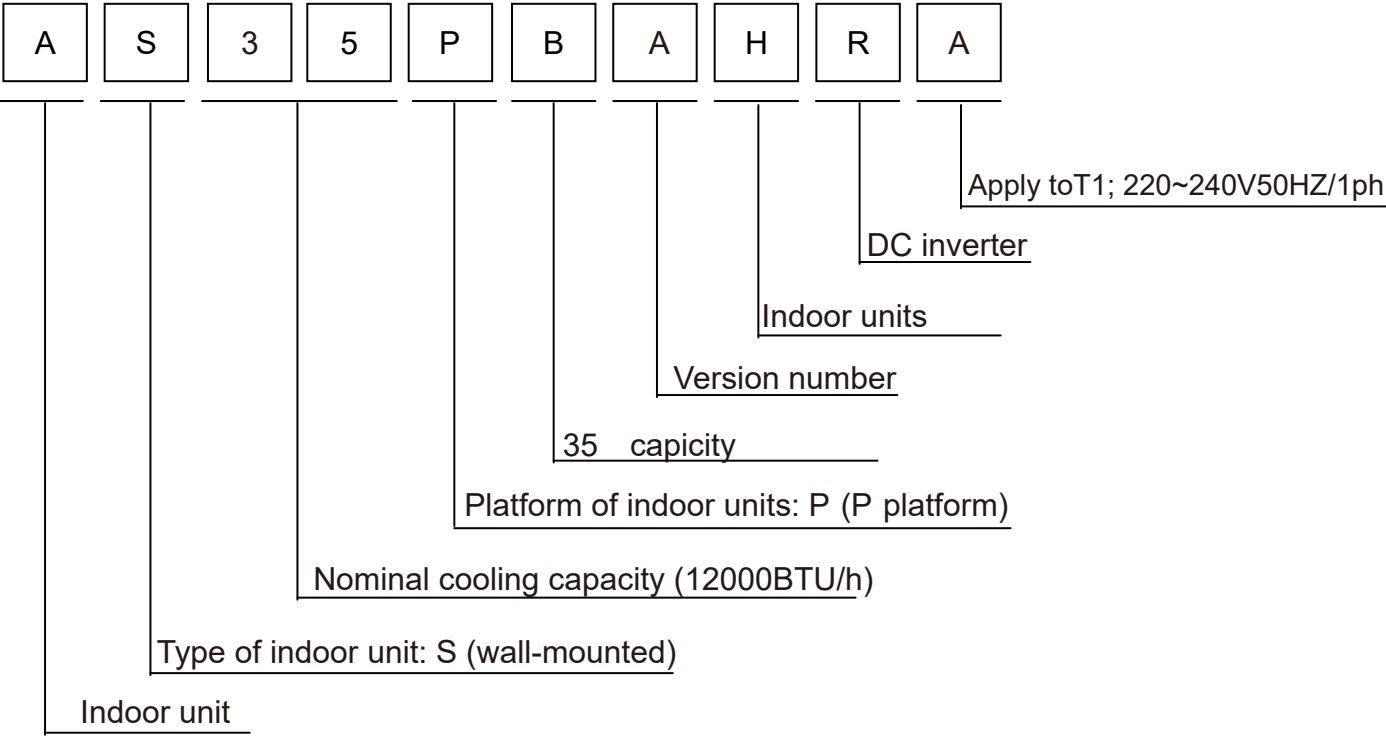 A S 3 5 P B A H R A
Apply toT1; 220~240V50HZ/1ph
DC inverter
Indoor units
Version number
35 capicity
Platform of indoor units: P (P platform)
Nominal cooling capacity (12000BTU/h)
Type of indoor unit: S (wall-mounted)
Indoor unit